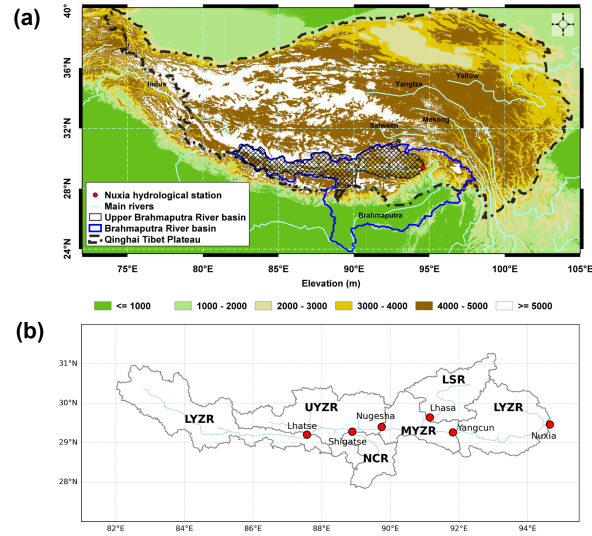 (a)
40°
36°N
32°N
28°N
24°N
Indus
Yangtze
Yellow
Mekong
Salween
Brahmaputra
Nuxia hydrological station
Main rivers
Upper Brahmaputra River basin
Brahmaputra River basin
Qinghai Tibet Plateau
75°E 80°E 85°E 90°E 95°E 100°E 105°E
Elevation (m)
<= 1000 1000 - 2000 2000 - 3000 3000 - 4000 4000 - 5000 >= 5000
(b)
31°N
30°N
29°N
28°N
LSR
LYZR UYZR Lhasa LYZR
Nugesha
Lhatse Shigatse MYZR Yangcun Nuxia
NCR
82°E 84°E 86°E 88°E 90°E 92°E 94°E